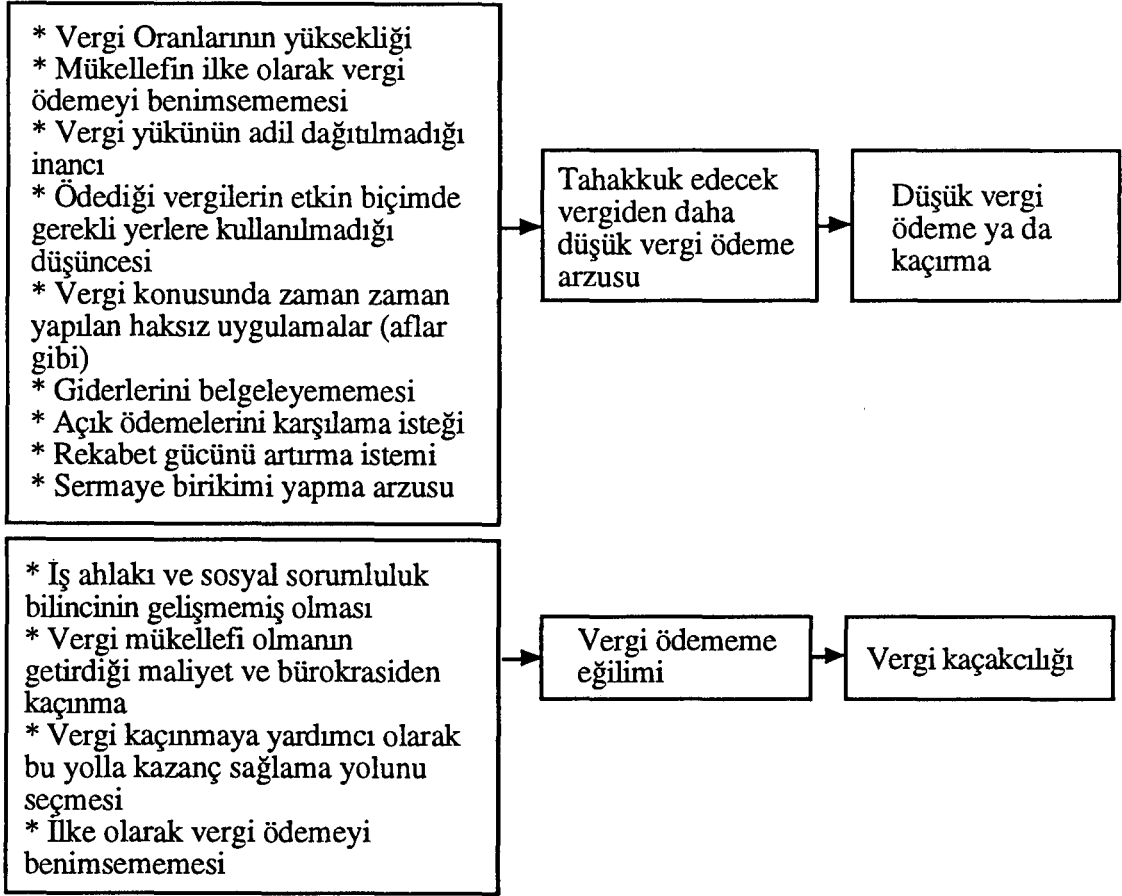 * Vergi Oranlarının yüksekliği
* Mükellefin ilke olarak vergi
ödemeyi benimsememesi
* Vergi yükünün adil dağıtılmadığı
inancı
* Ödediği vergilerin etkin biçimde
gerekli yerlere kullanılmadığı
düşüncesi
* Vergi konusunda zaman zaman
yapılan haksız uygulamalar (aflar
gibi)
* Giderlerini belgeleyememesi
* Açık ödemelerini karşılama isteği
* Rekabet gücünü artırma istemi
* Sermaye birikimi yapma arzusu
Tahakkuk edecek
vergiden daha
düşük vergi ödeme
arzusu
Düşük vergi
ödeme ya da
kaçırma
* İş ahlakı ve sosyal sorumluluk
bilincinin gelişmemiş olması
* Vergi mükellefi olmanın
getirdiği maliyet ve bürokrasiden
kaçınma
* Vergi kaçınmaya yardımcı olarak
bu yolla kazanç sağlama yolunu
seçmesi
* İlke olarak vergi ödemeyi
benimsememesi
Vergi ödememe
eğilimi
Vergi kaçakcılığı